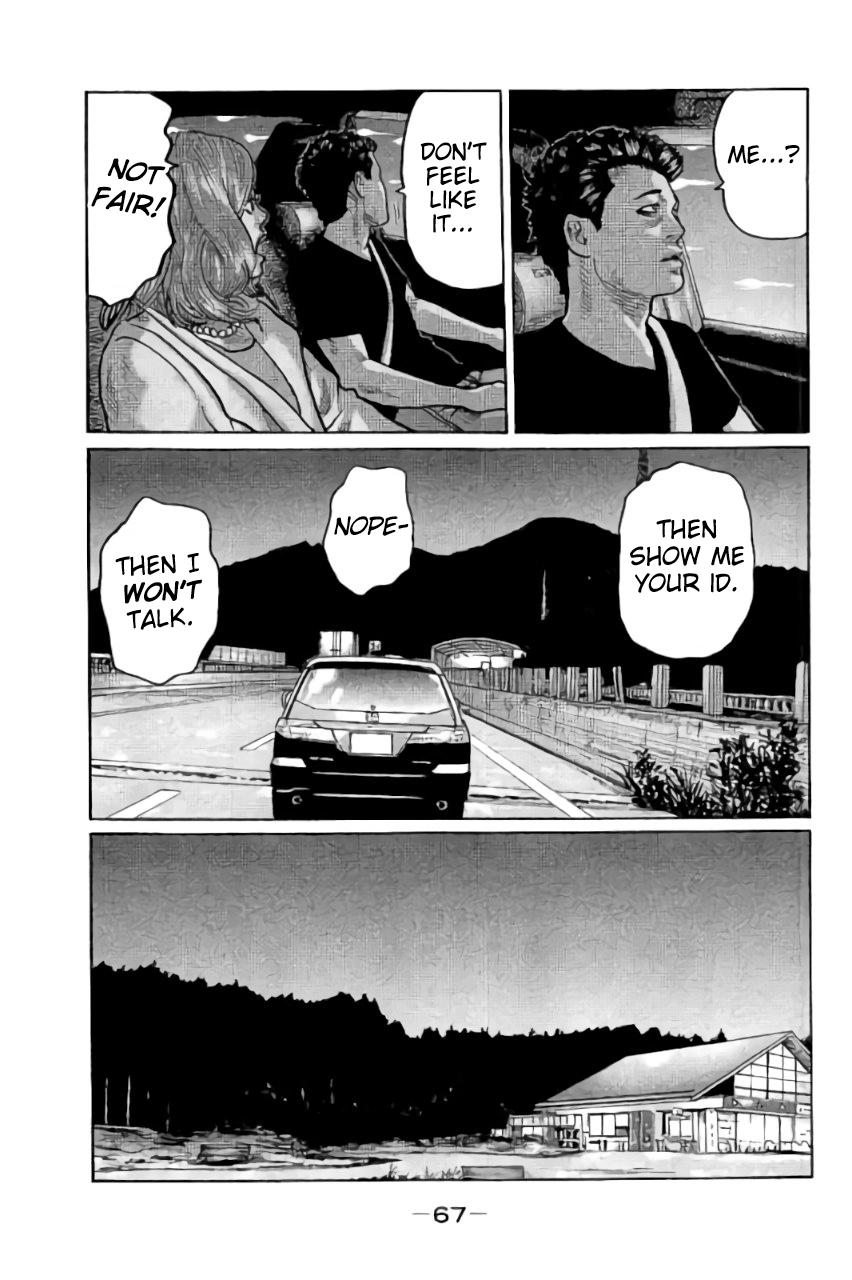 ME...?
DON'T
FEEL
LIKE
IT...
NOT
FAIR!
THEN
SHOW ME
YOUR ID.
NOPE-
THEN I
WON'T
TALK.
-67-